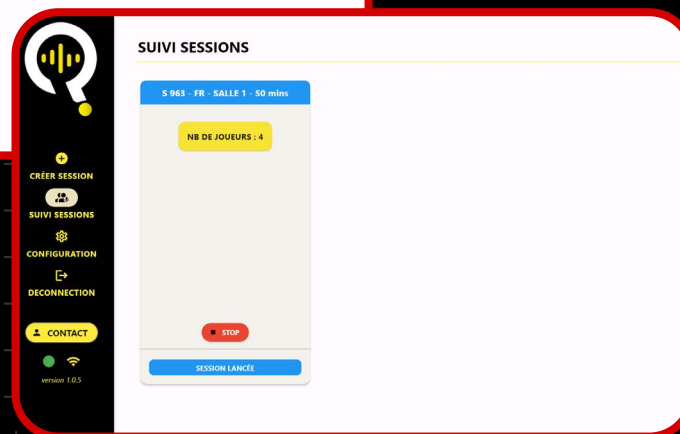 SUIVI SESSIONS
S 963 - FR - SALLE 1 - 50 mins
NB DE JOUEURS : 4
STOP
SESSION LANCÉE
CRÉER SESSION
SUIVI SESSIONS
CONFIGURATION
DECONNECTION
CONTACT
version 1.0.5